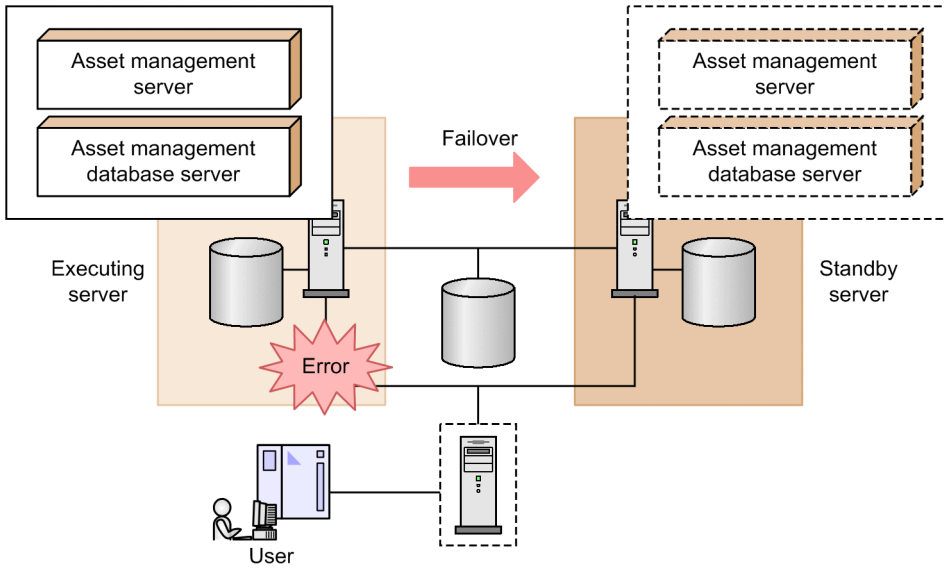 Asset management
server
Asset management
database server
Failover
Asset management
server
Asset management
database server
Executing
server
Standby
server
Error
User